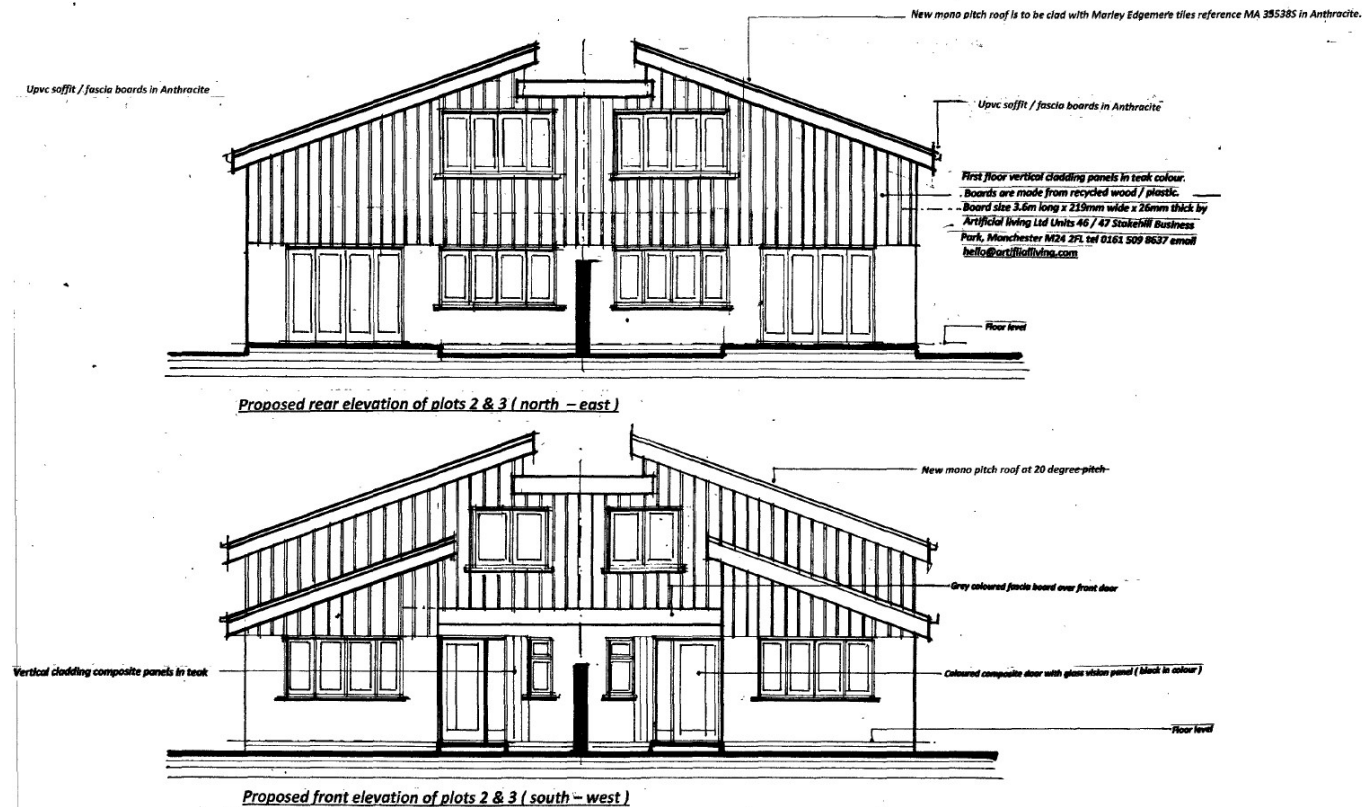 New mono pitch roof is to be clad with Marley Edgemere tiles reference MA 35538S in Anthracite.
Upvc soffit / fascia boards in Anthracite
Upvc soffit / fascia boards in Anthracite
First floor vertical cladding panels in teak colour.
Boards are made from recycled wood / plastic.
Board size 3.6m long x 219mm wide x 26mm thick by
Artificial living Ltd Units 46 / 47 Stakehill Business
Park, Manchester M24 2FL tel 0161 509 8637 email
hello@artifiialliving.com
Floor level
Proposed rear elevation of plots 2 & 3 ( north – east )
New mono pitch roof at 20 degree pitch
Grey coloured fascia board over front door
Vertical cladding composite panels in teak
Coloured composite door with glass vision panel ( black in colour )
Floor level
Proposed front elevation of plots 2 & 3 ( south – west )